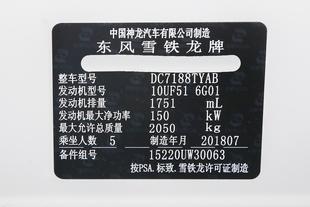 中国神龙汽车有限公司制造
东风雪铁龙牌
整车型号 DC7188TYAB
发动机型号 10UF51 6G01
发动机排量 1751 mL
发动机最大净功率 150 kW
最大允许总质量 2050 kg
乘坐人数 5 制造年月 201807
备件组号 15220UW30063
按PSA.标致.雪铁龙许可证制造